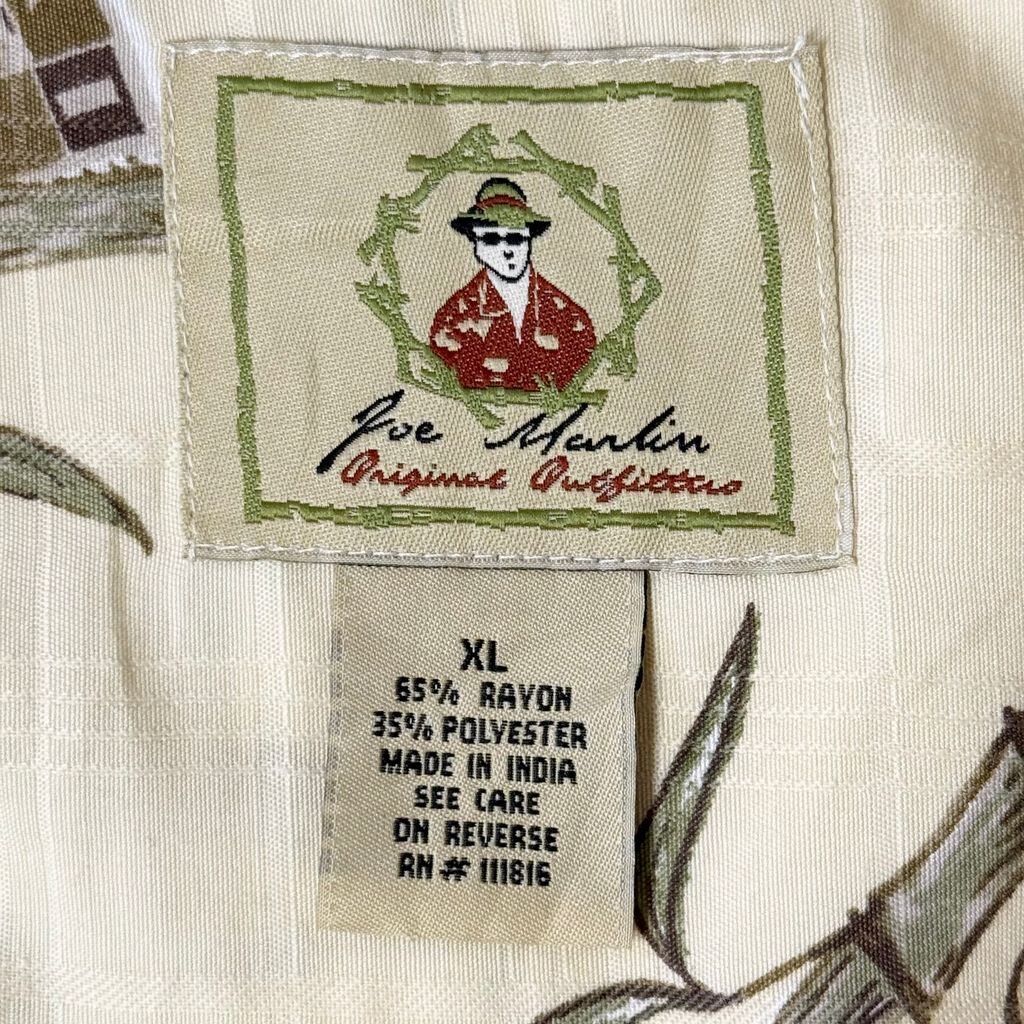 Joe Marlin
Original Outfitters
XL
65% RAYON
35% POLYESTER
MADE IN INDIA
SEE CARE
ON REVERSE
RN# 111816